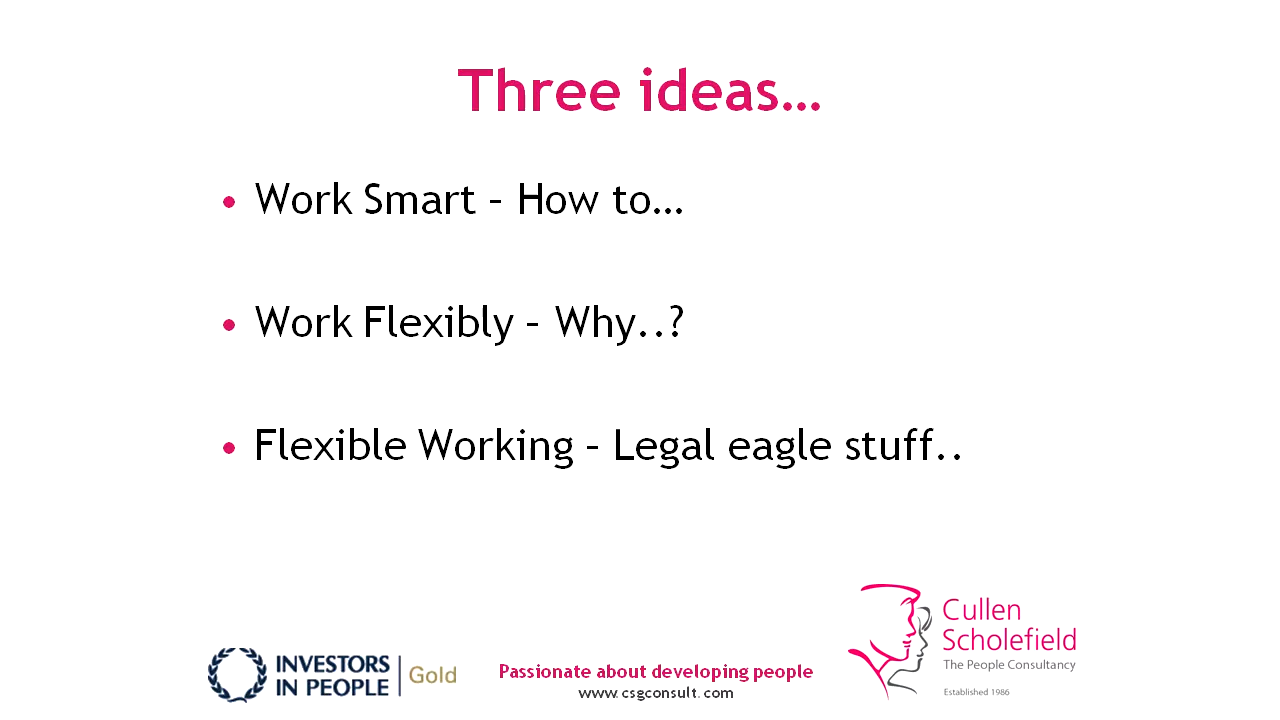 Three ideas…
• Work Smart – How to…
• Work Flexibly – Why..?
• Flexible Working – Legal eagle stuff..
INVESTORS
IN PEOPLE
Gold
Passionate about developing people
www.csgconsult.com
Cullen
Scholefield
The People Consultancy
Established 1986